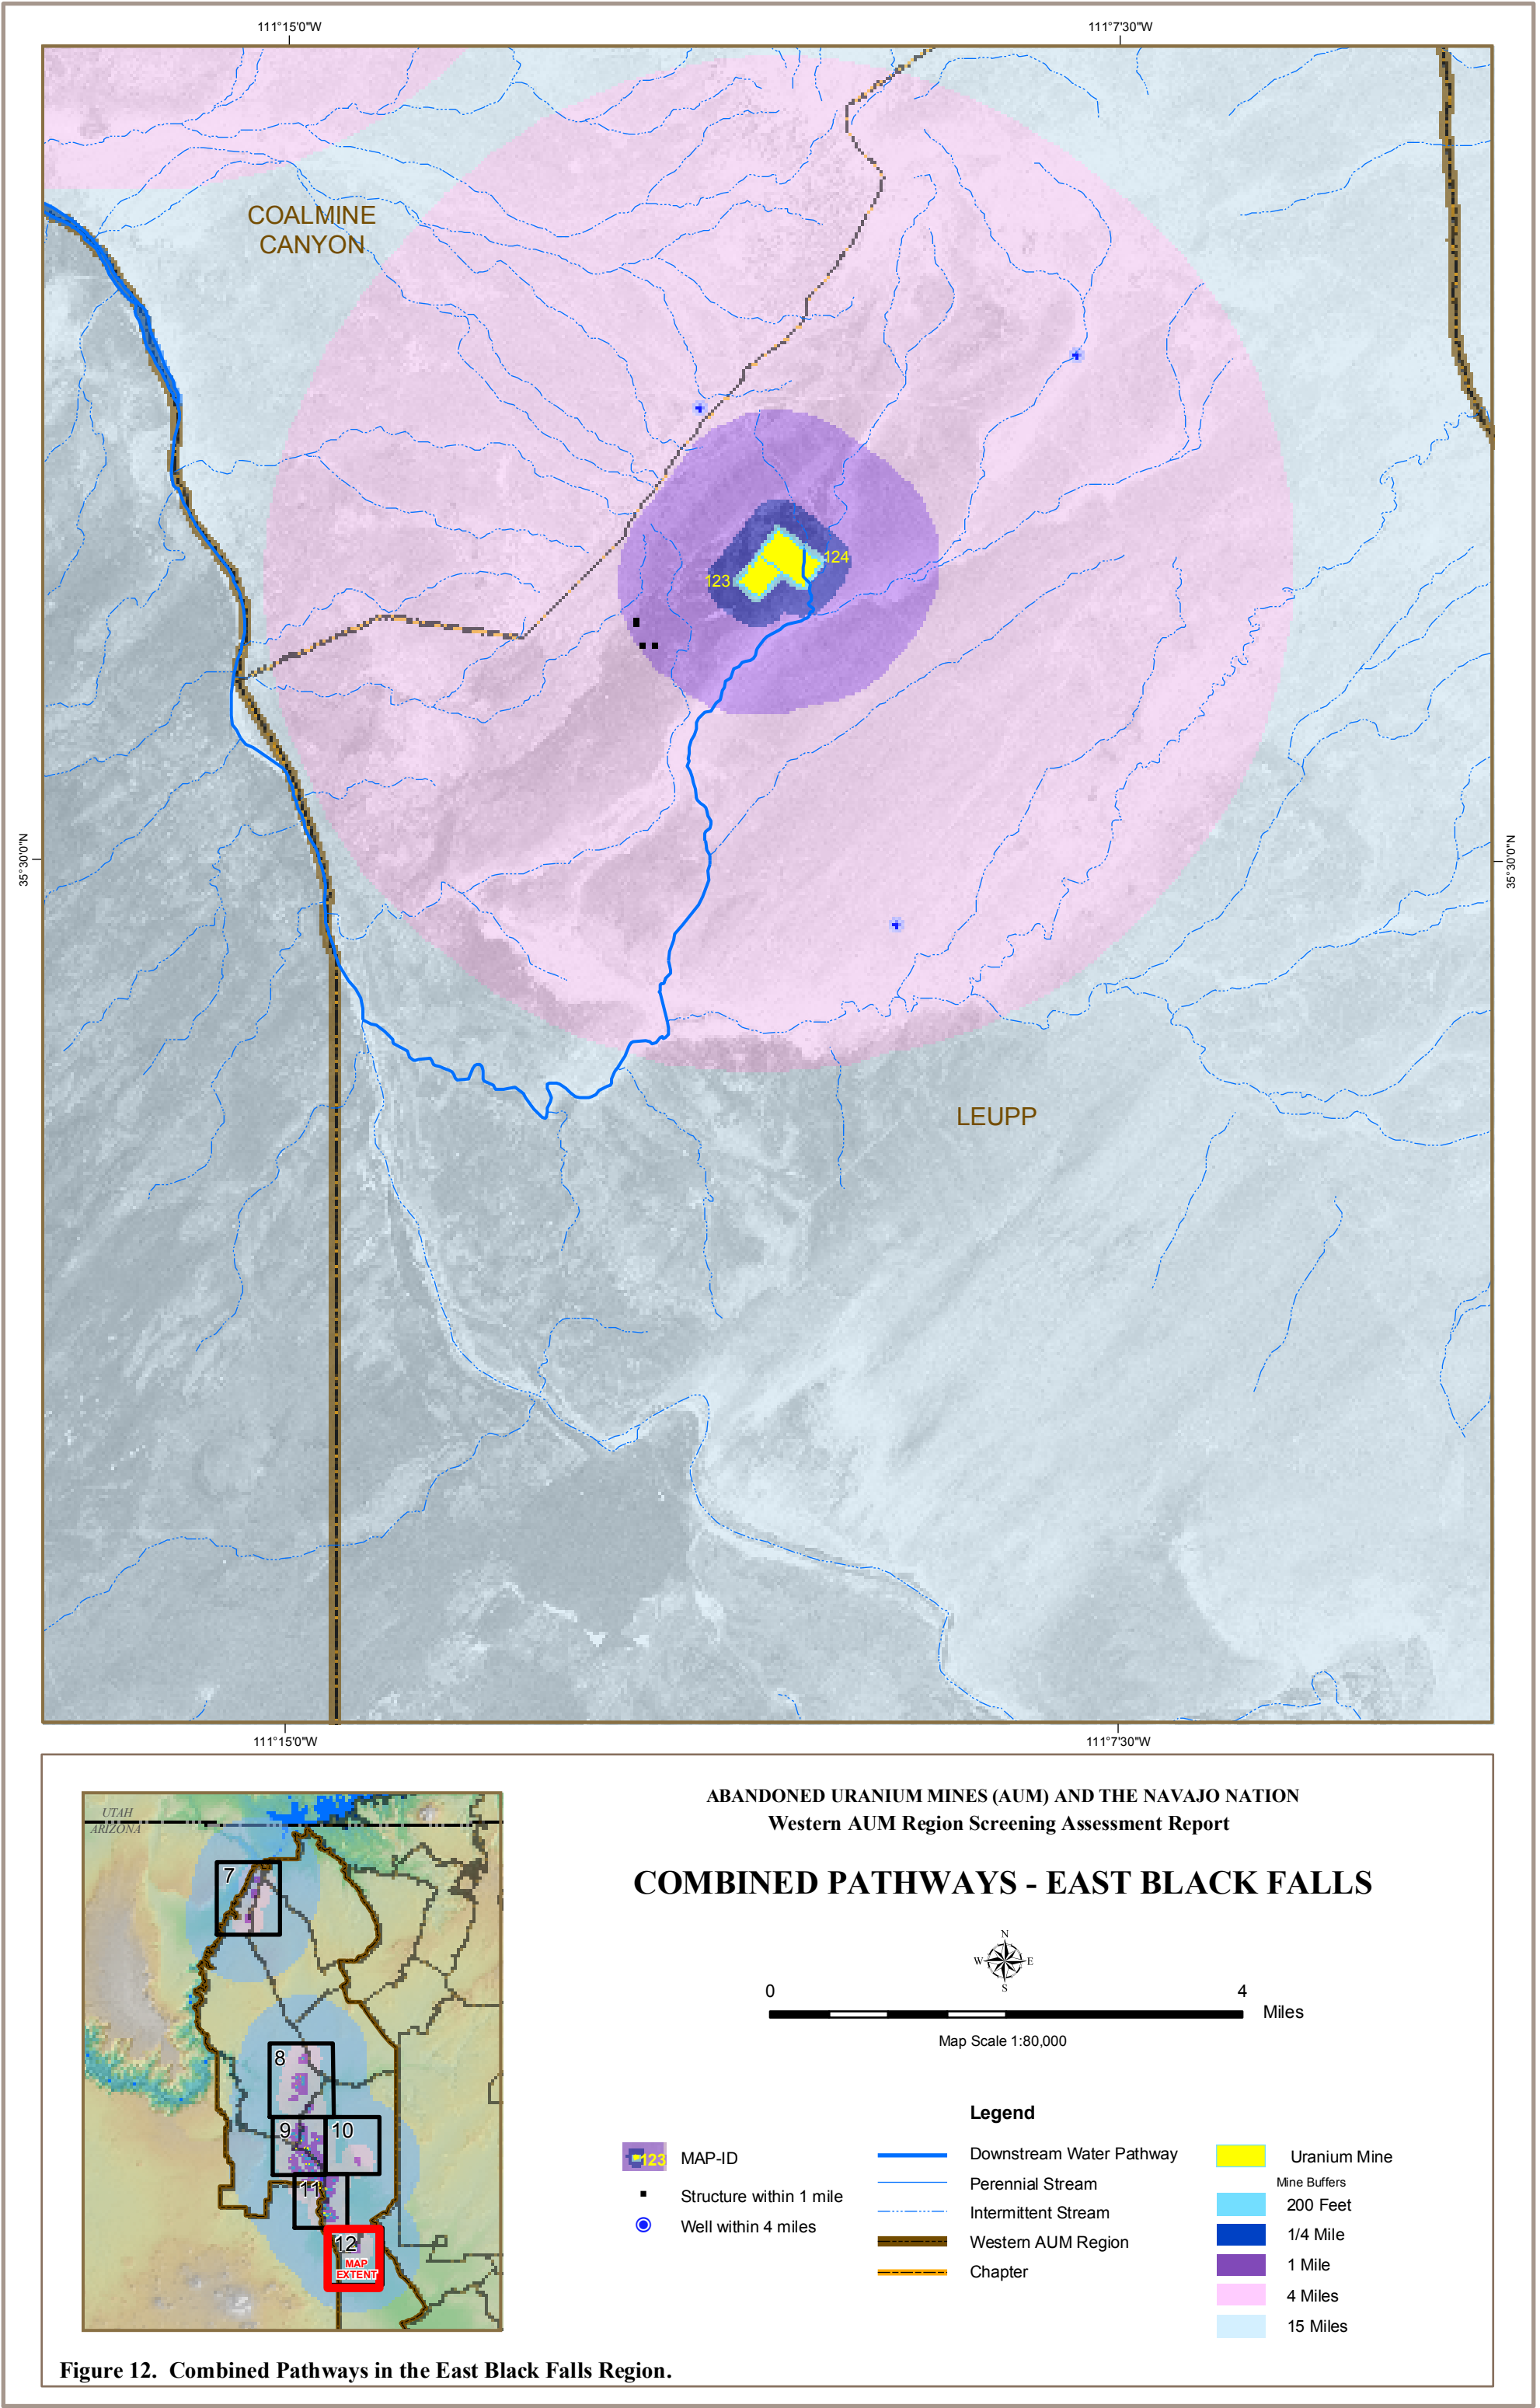 111°15'0"W
111°7'30"W
COALMINE
CANYON
123
124
35°30'0"N
35°30'0"N
LEUPP
111°15'0"W
111°7'30"W
UTAH
ARIZONA
7
8
9
10
11
12
MAP
EXTENT
ABANDONED URANIUM MINES (AUM) AND THE NAVAJO NATION
Western AUM Region Screening Assessment Report
COMBINED PATHWAYS - EAST BLACK FALLS
N
W
E
S
0
4
Miles
Map Scale 1:80,000
Legend
123
MAP-ID
Structure within 1 mile
Well within 4 miles
Downstream Water Pathway
Perennial Stream
Intermittent Stream
Western AUM Region
Chapter
Uranium Mine
Mine Buffers
200 Feet
1/4 Mile
1 Mile
4 Miles
15 Miles
Figure 12. Combined Pathways in the East Black Falls Region.